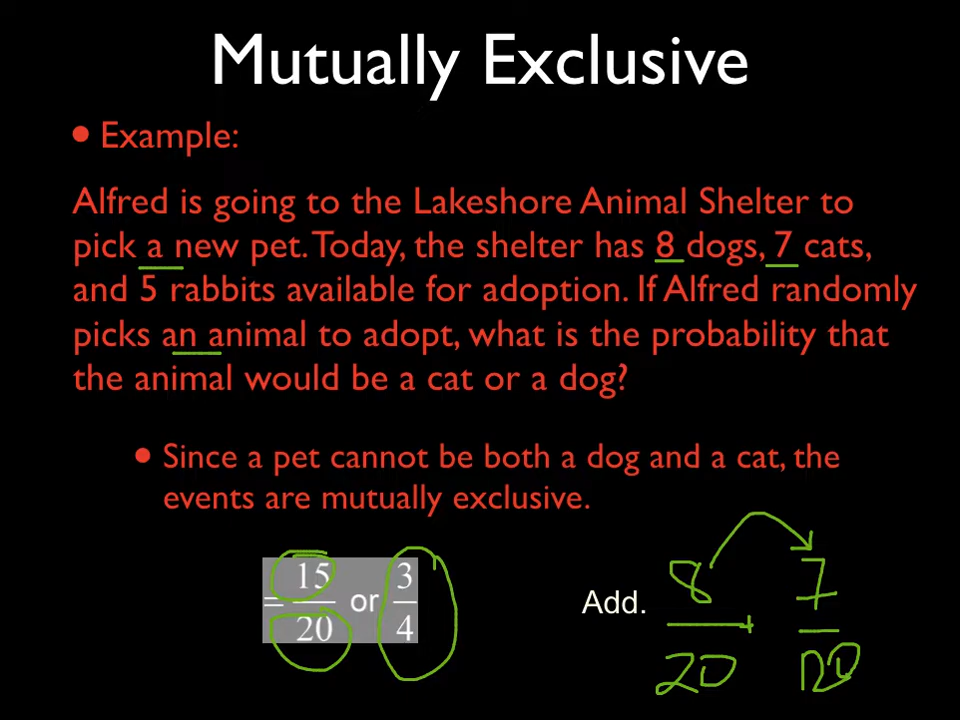 Mutually Exclusive
• Example:
Alfred is going to the Lakeshore Animal Shelter to
pick a new pet. Today, the shelter has 8 dogs, 7 cats,
and 5 rabbits available for adoption. If Alfred randomly
picks an animal to adopt, what is the probability that
the animal would be a cat or a dog?
• Since a pet cannot be both a dog and a cat, the
events are mutually exclusive.
= 15/20 or 3/4
Add.
8/20 + 7/20